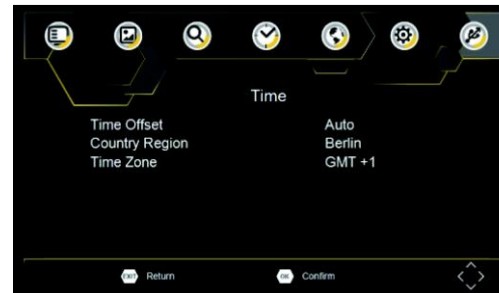 Time
Time Offset Auto
Country Region Berlin
Time Zone GMT +1
EXIT Return OK Confirm